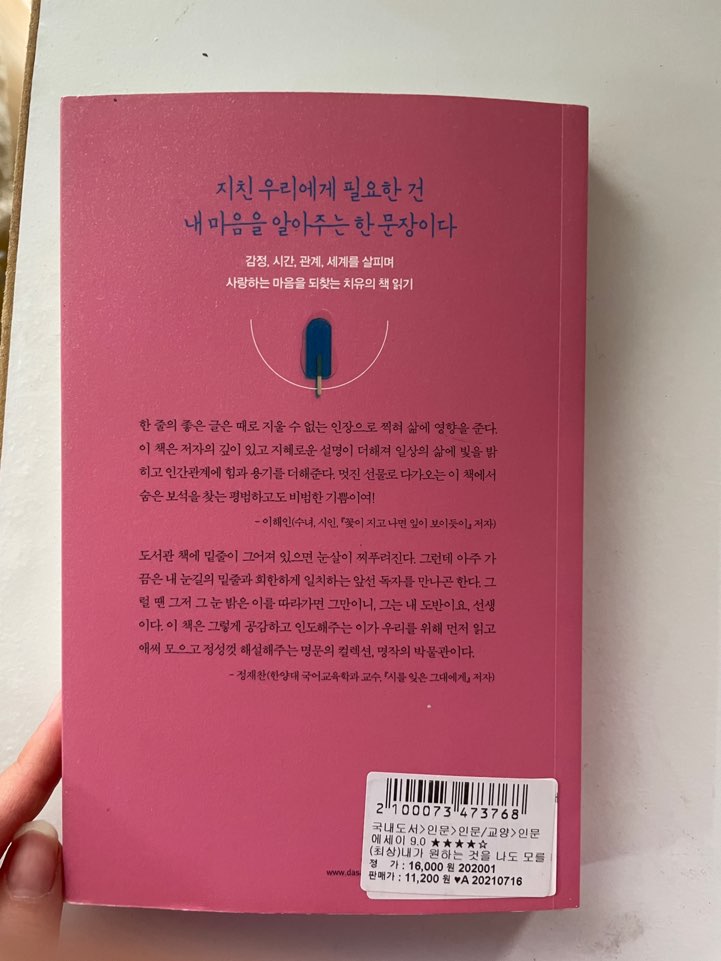 지친 우리에게 필요한 건
내 마음을 알아주는 한 문장이다
감정, 시간, 관계, 세계를 살피며
사랑하는 마음을 되찾는 치유의 책 읽기
한 줄의 좋은 글은 때로 지울 수 없는 인장으로 찍혀 삶에 영향을 준다.
이 책은 저자의 깊이 있고 지혜로운 설명이 더해져 일상의 삶에 빛을 밝
히고 인간관계에 힘과 용기를 더해준다. 멋진 선물로 다가오는 이 책에서
숨은 보석을 찾는 평범하고도 비범한 기쁨이여!
- 이해인(수녀, 시인, 『꽃이 지고 나면 잎이 보이듯이』 저자)
도서관 책에 밑줄이 그어져 있으면 눈살이 찌푸려진다. 그런데 아주 가
끔은 내 눈길의 밑줄과 희한하게 일치하는 앞선 독자를 만나곤 한다. 그
럴 땐 그저 그 눈 밝은 이를 따라가면 그만이니, 그는 내 도반이요, 선생
이다. 이 책은 그렇게 공감하고 인도해주는 이가 우리를 위해 먼저 읽고
애써 모으고 정성껏 해설해주는 명문의 컬렉션, 명작의 박물관이다.
- 정재찬(한양대 국어교육학과 교수, 『시를 잊은 그대에게』 저자)
2 100073 473768
국내도서>인문>인문/교양>인문
에세이 9.0 ★★★★☆
(최상)내가 원하는 것을 나도 모를
정 가 : 16,000 원 202001
판매가 : 11,200 원 ♥A 20210716
www.das